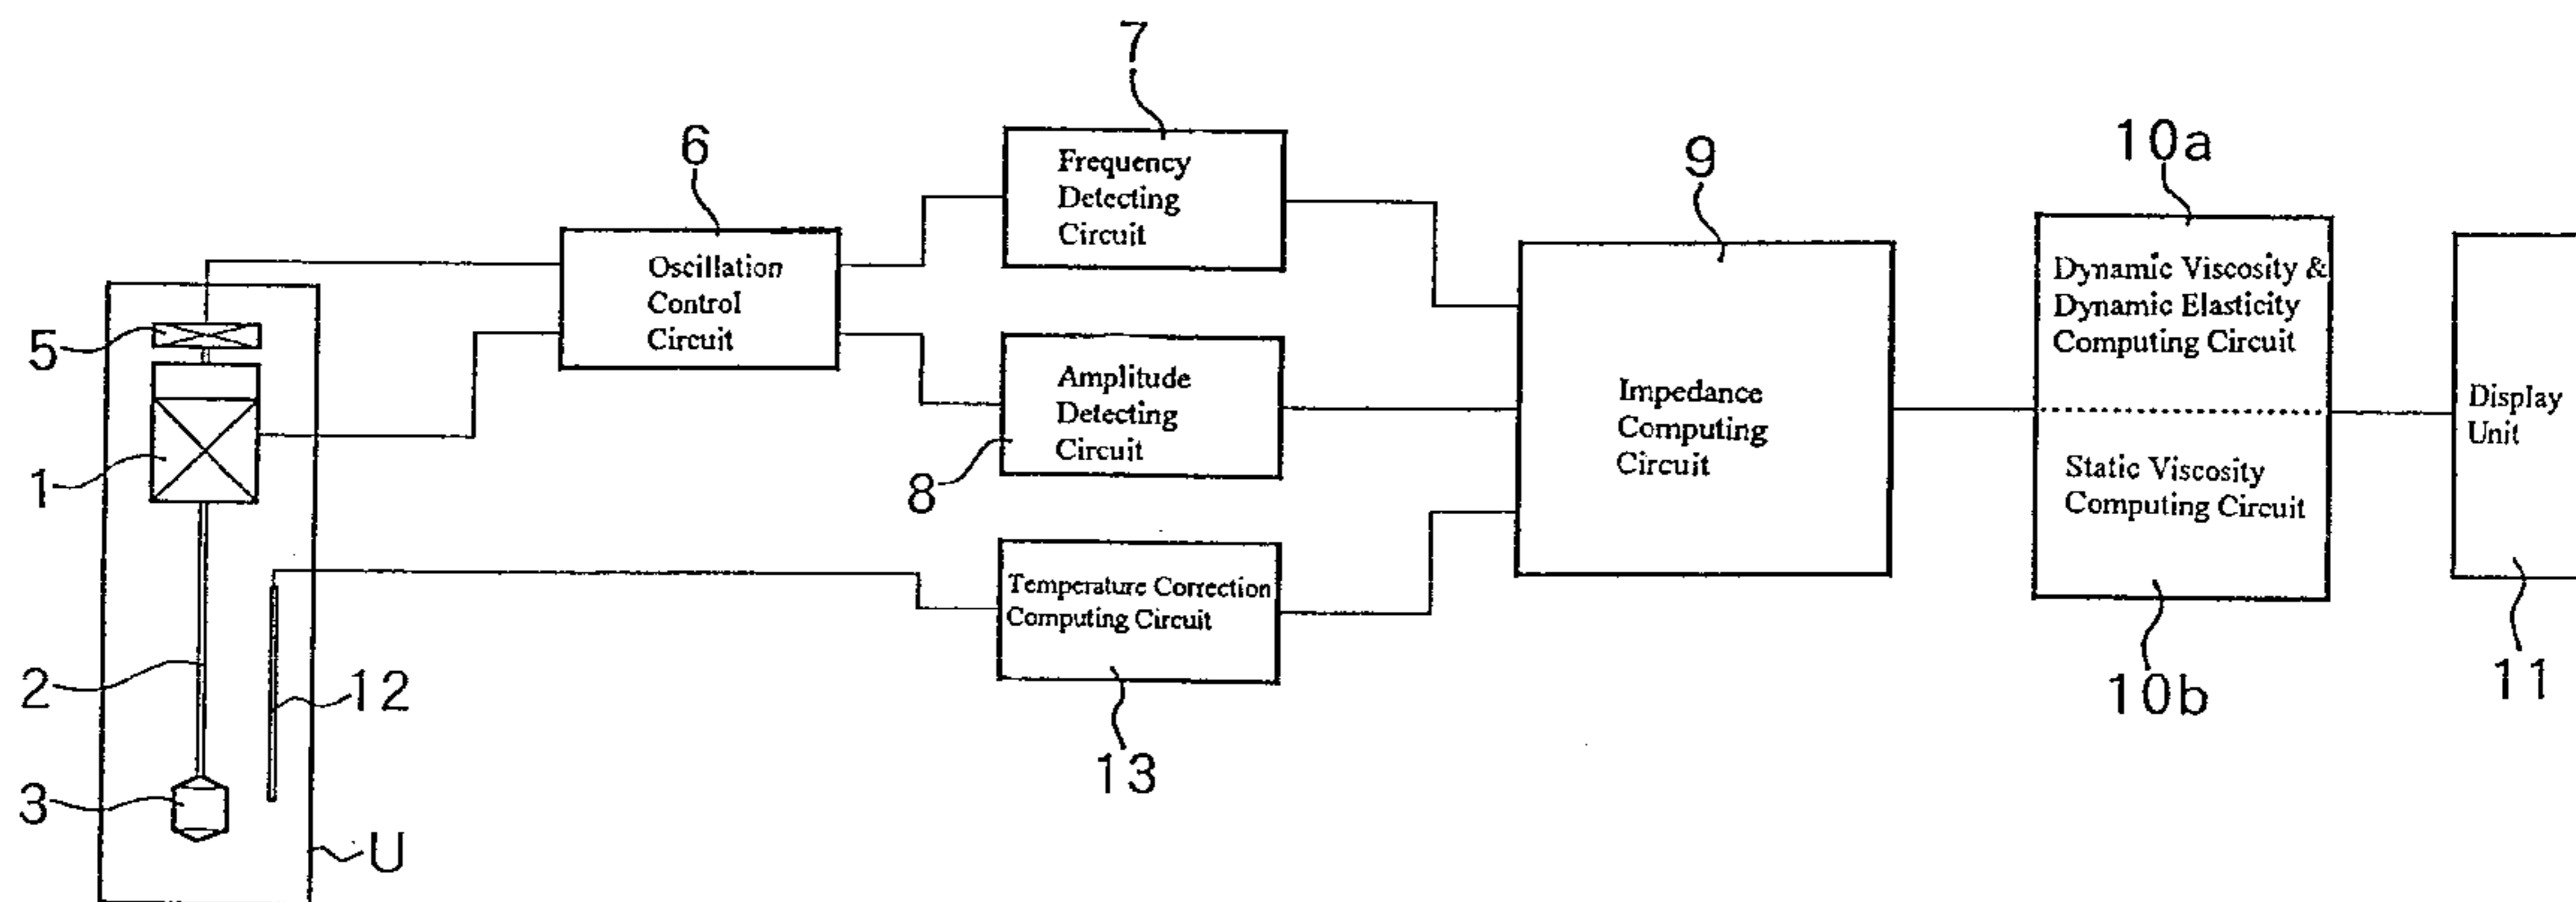 7
6
Frequency
Detecting
Circuit
9
10a
Oscillation
Control
Circuit
Dynamic Viscosity &
Dynamic Elasticity
Computing Circuit
5
Amplitude
Detecting
Circuit
8
Impedance
Computing
Circuit
Display
Unit
1
Static Viscosity
Computing Circuit
Temperature Correction
Computing Circuit
2
12
13
10b
11
3
U